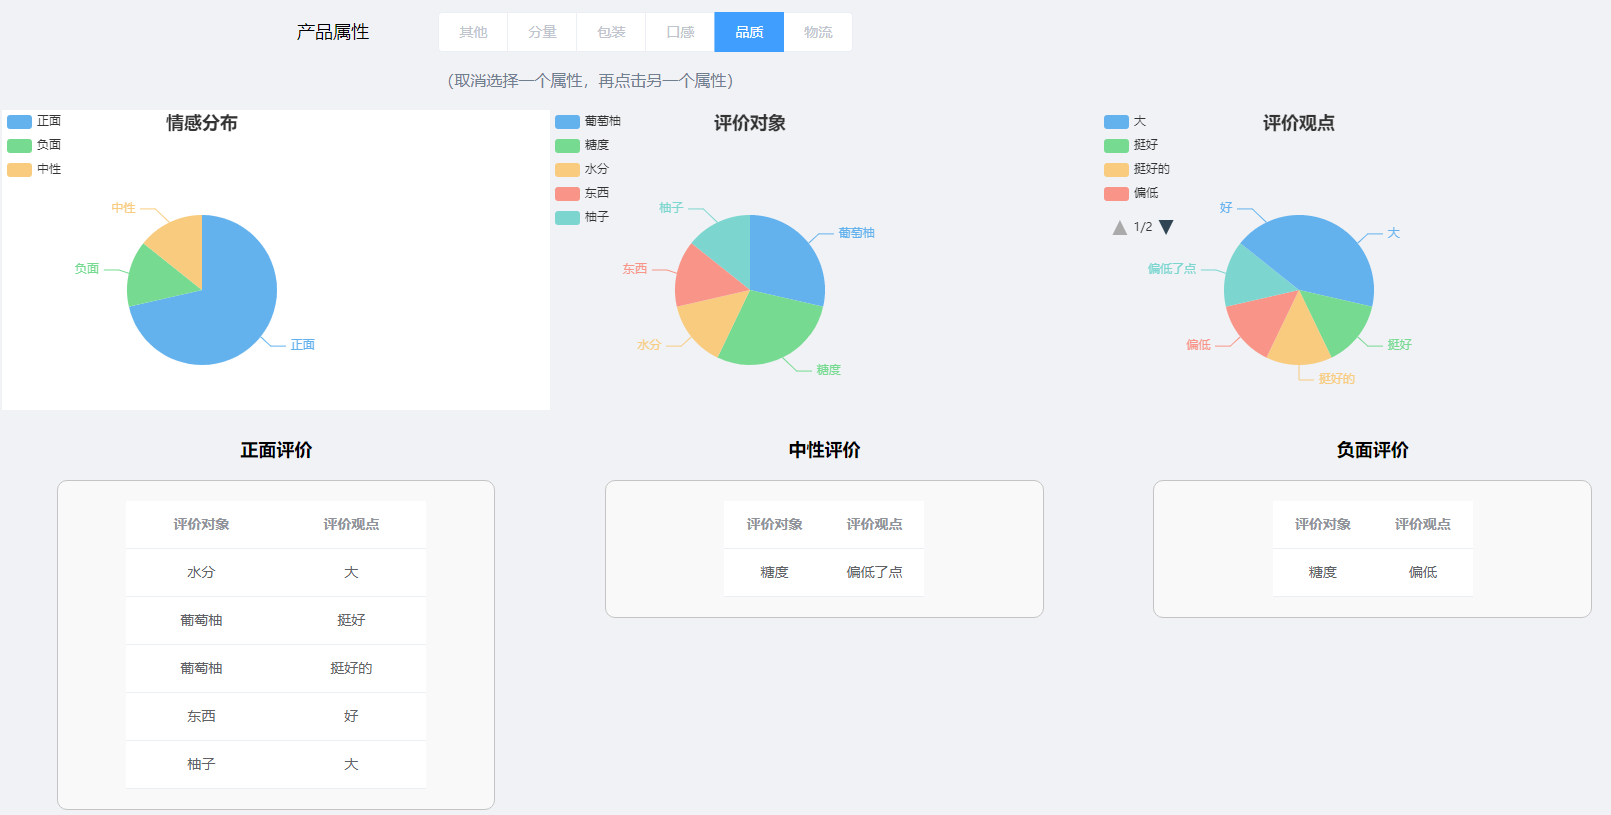 产品属性 其他 分量 包装 口感 品质 物流
（取消选择一个属性，再点击另一个属性）
情感分布
正面
负面
中性
中性
负面
正面
评价对象
葡萄柚
糖度
水分
东西
柚子
柚子
葡萄柚
东西
水分
糖度
评价观点
大
挺好
挺好的
偏低
1/2
好
大
偏低了点
偏低
挺好
挺好的
正面评价
评价对象 评价观点
水分 大
葡萄柚 挺好
葡萄柚 挺好的
东西 好
柚子 大
中性评价
评价对象 评价观点
糖度 偏低了点
负面评价
评价对象 评价观点
糖度 偏低